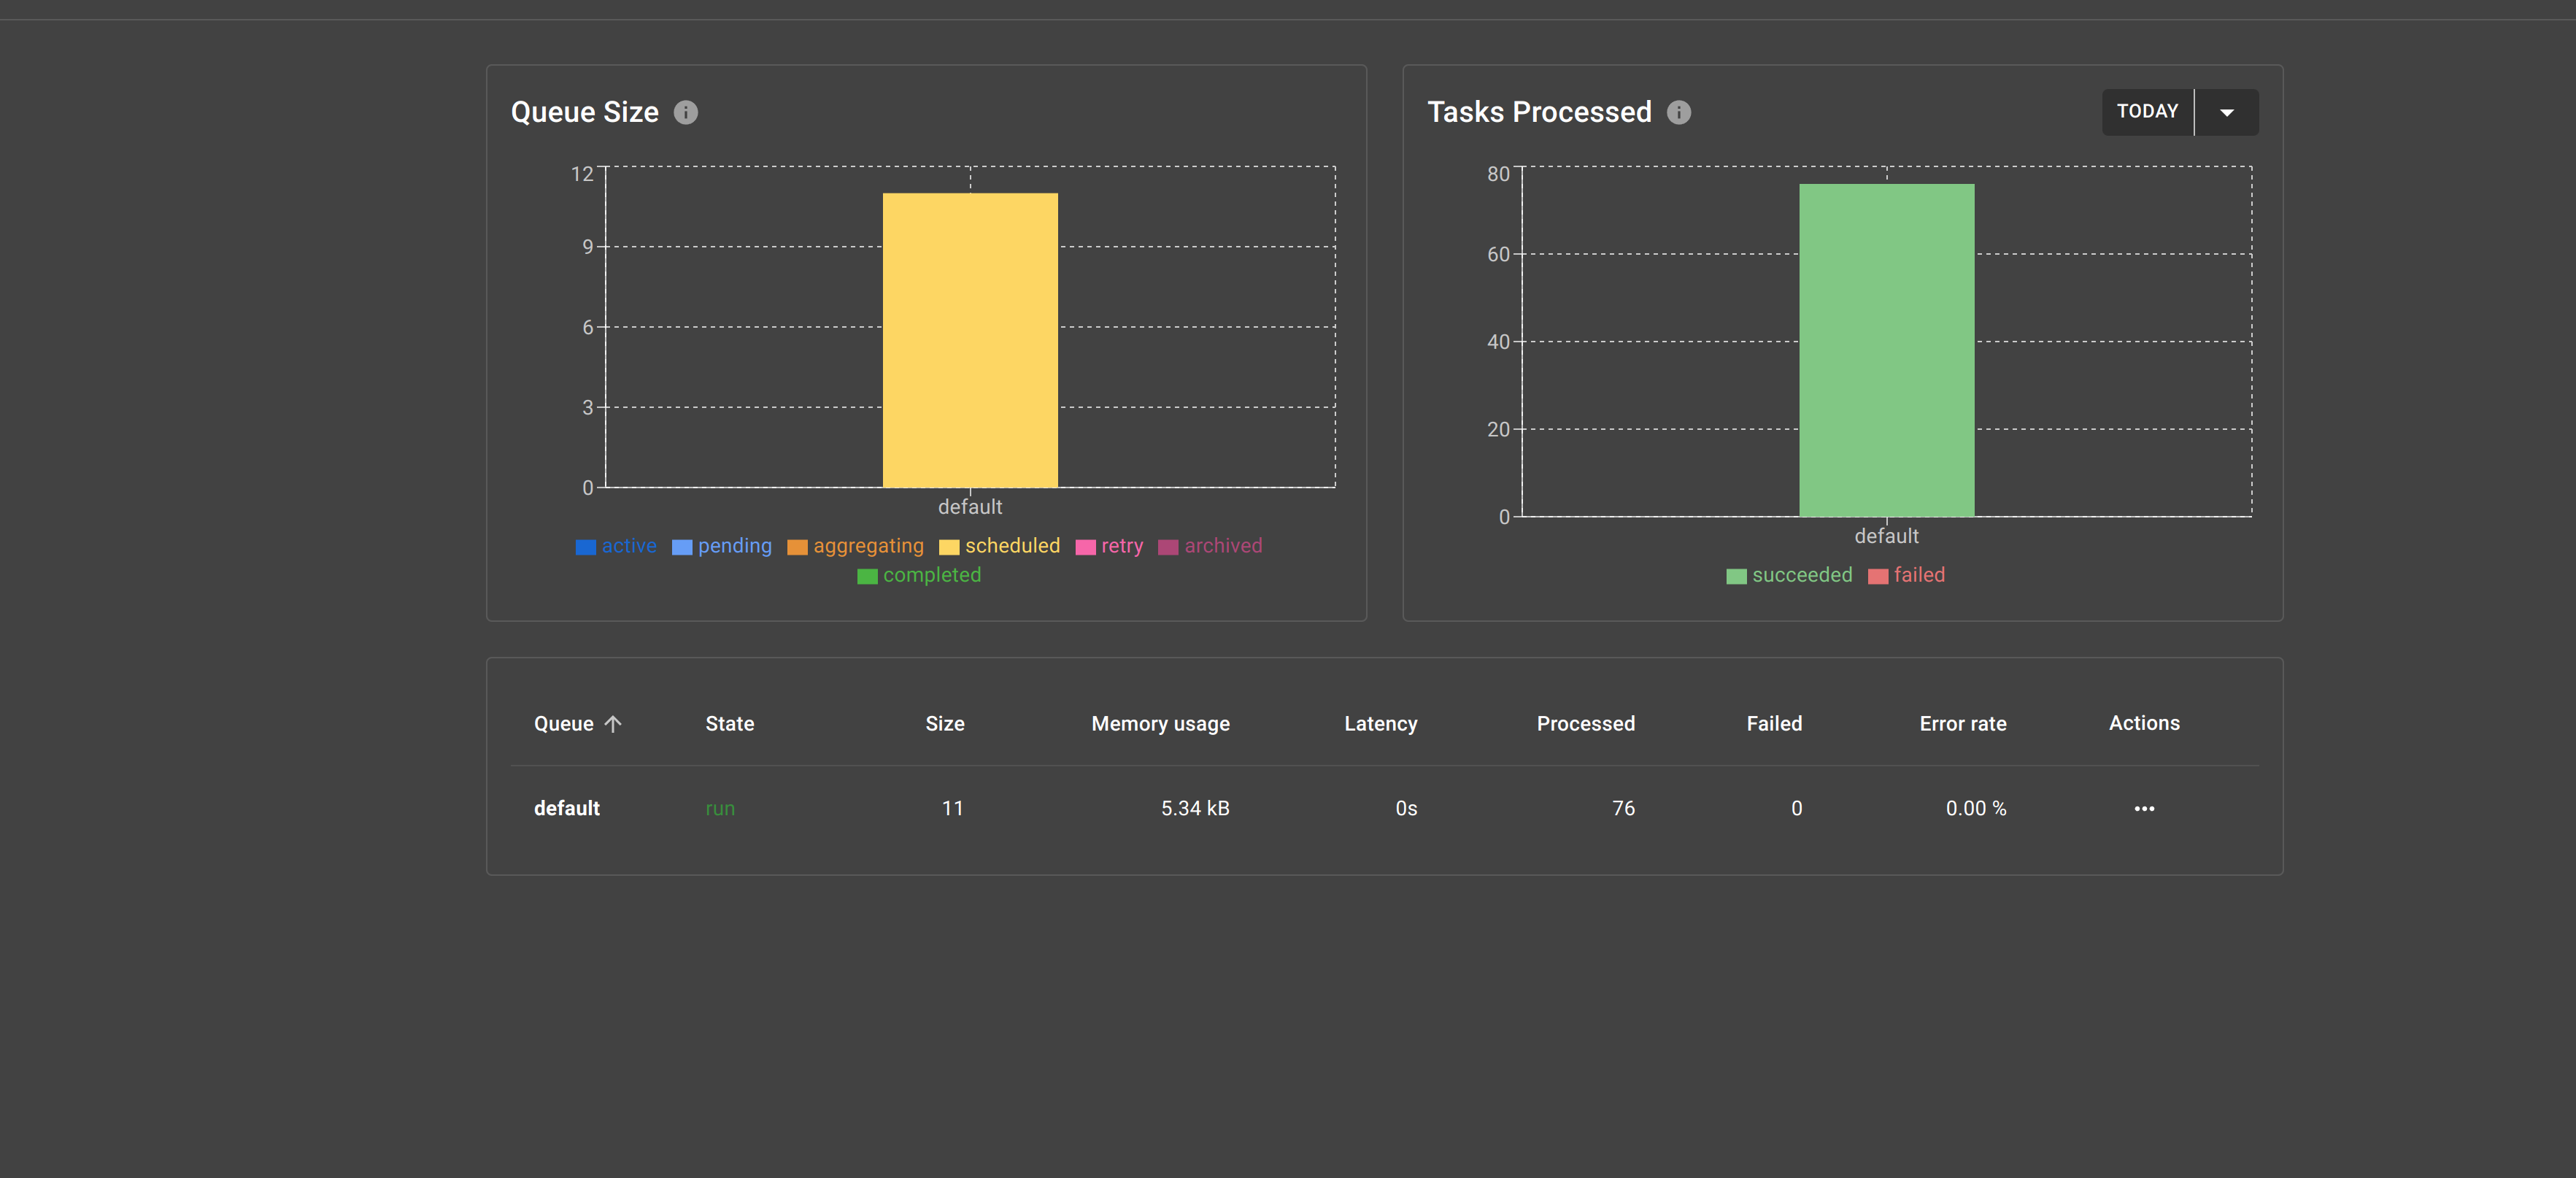 Queue Size
12
9
6
3
0
default
active pending aggregating scheduled retry archived
completed
Tasks Processed
TODAY
80
60
40
20
0
default
succeeded failed
Queue State Size Memory usage Latency Processed Failed Error rate Actions
default run 11 5.34 kB 0s 76 0 0.00 %